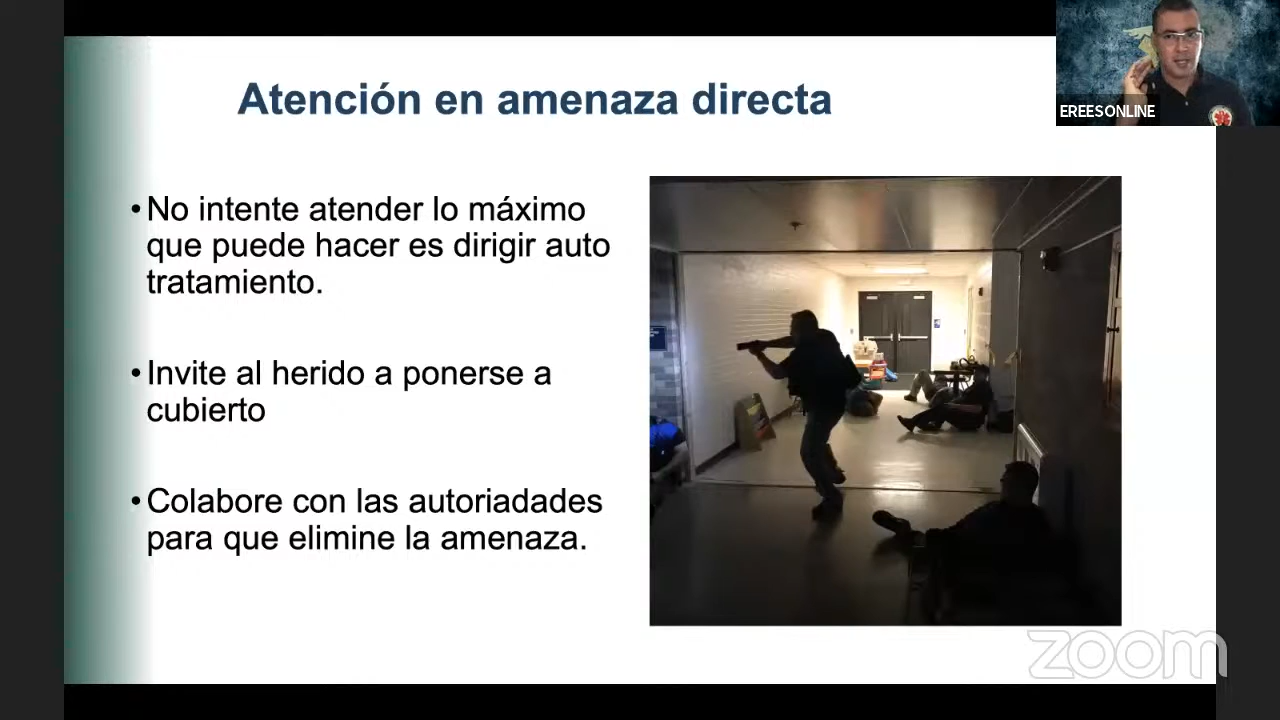 Atención en amenaza directa
EREESONLINE
•No intente atender lo máximo
que puede hacer es dirigir auto
tratamiento.
•Invite al herido a ponerse a
cubierto
•Colabore con las autoriadades
para que elimine la amenaza.
zoom